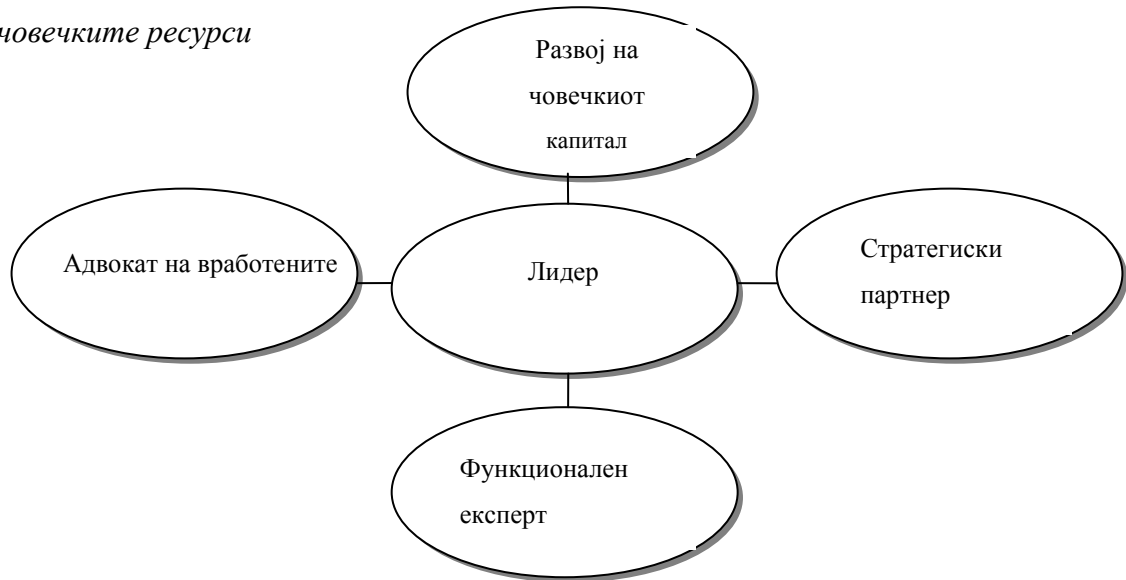 човечките ресурси
Развој на
човечкиот
капитал
Адвокат на вработените
Лидер
Стратегиски
партнер
Функционален
експерт